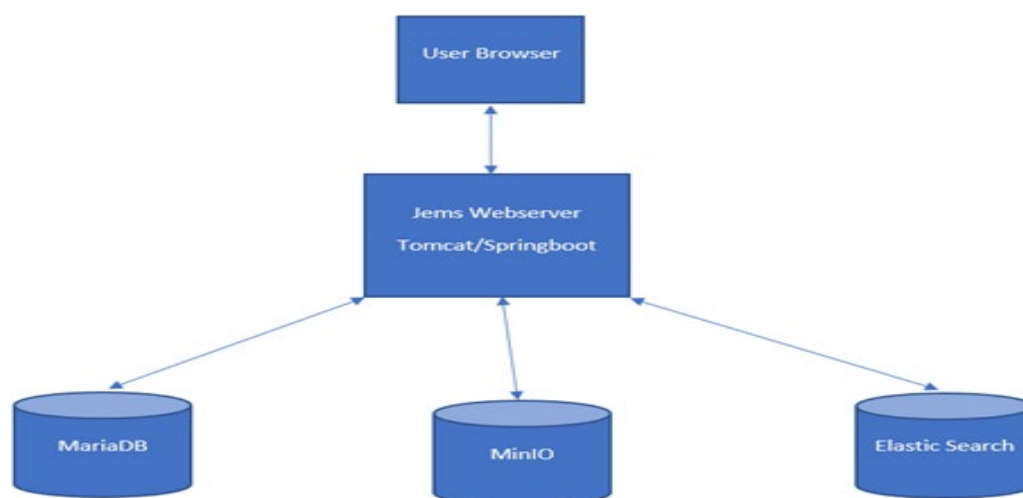 User Browser
Jems Webserver
Tomcat/Springboot
MariaDB
MinIO
Elastic Search